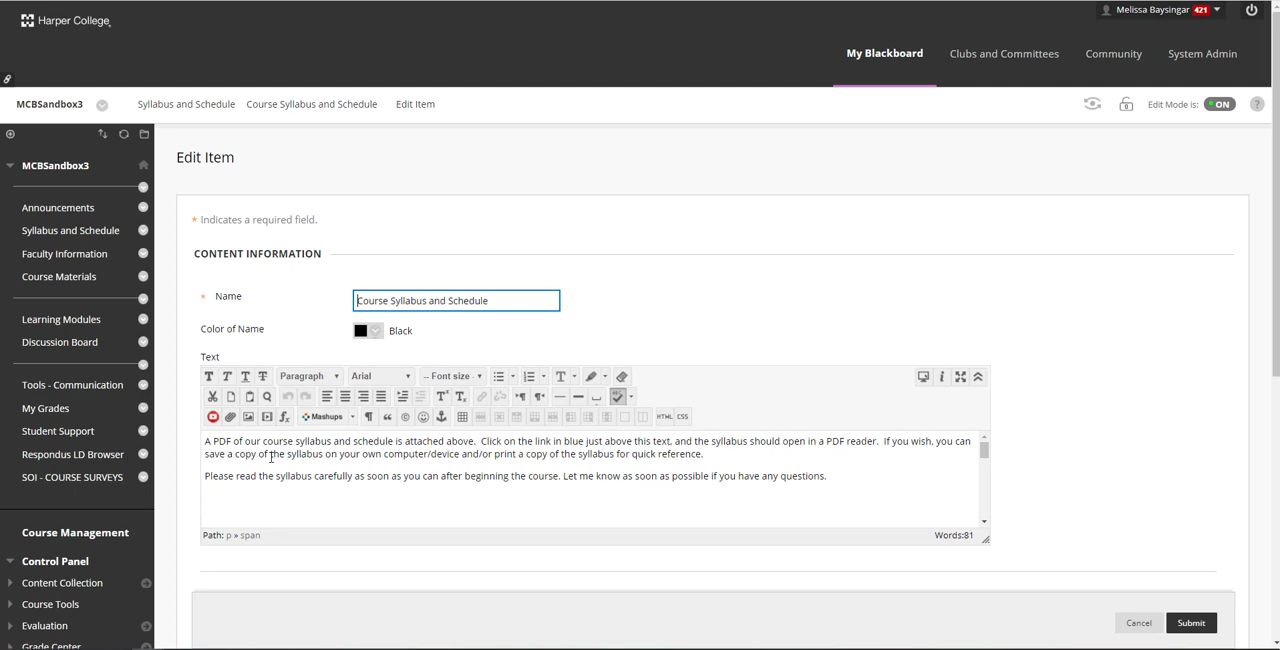 Harper College
Melissa Baysingar 421
My Blackboard Clubs and Committees Community System Admin
MCBSandbox3 Syllabus and Schedule Course Syllabus and Schedule Edit Item Edit Mode is: ON ?
MCBSandbox3
Announcements
Syllabus and Schedule
Faculty Information
Course Materials
Learning Modules
Discussion Board
Tools - Communication
My Grades
Student Support
Respondus LD Browser
SOI - COURSE SURVEYS
Course Management
Control Panel
Content Collection
Course Tools
Evaluation
Grade Center
Edit Item
* Indicates a required field.
CONTENT INFORMATION
* Name Course Syllabus and Schedule
Color of Name Black
Text
T T T T Paragraph Arial -- Font size - T
T T
Mashups HTML CSS
A PDF of our course syllabus and schedule is attached above. Click on the link in blue just above this text, and the syllabus should open in a PDF reader. If you wish, you can
save a copy of the syllabus on your own computer/device and/or print a copy of the syllabus for quick reference.
Please read the syllabus carefully as soon as you can after beginning the course. Let me know as soon as possible if you have any questions.
Path: p » span Words:81
Cancel Submit